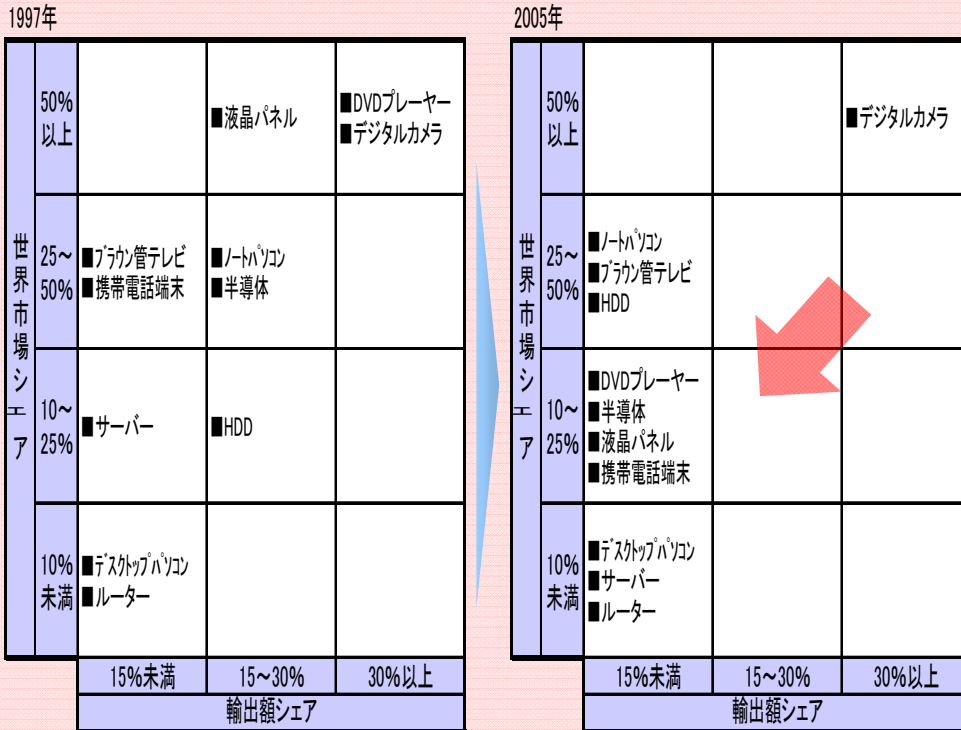 1997年
世界市場シェア
50%
以上
■液晶パネル
■DVDプレーヤー
■デジタルカメラ
25～
50%
■ブラウン管テレビ
■携帯電話端末
■ノートパソコン
■半導体
10～
25%
■サーバー
■HDD
10%
未満
■デスクトップパソコン
■ルーター
15%未満
15～30%
30%以上
輸出額シェア
2005年
世界市場シェア
50%
以上
■デジタルカメラ
25～
50%
■ノートパソコン
■ブラウン管テレビ
■HDD
10～
25%
■DVDプレーヤー
■半導体
■液晶パネル
■携帯電話端末
10%
未満
■デスクトップパソコン
■サーバー
■ルーター
15%未満
15～30%
30%以上
輸出額シェア